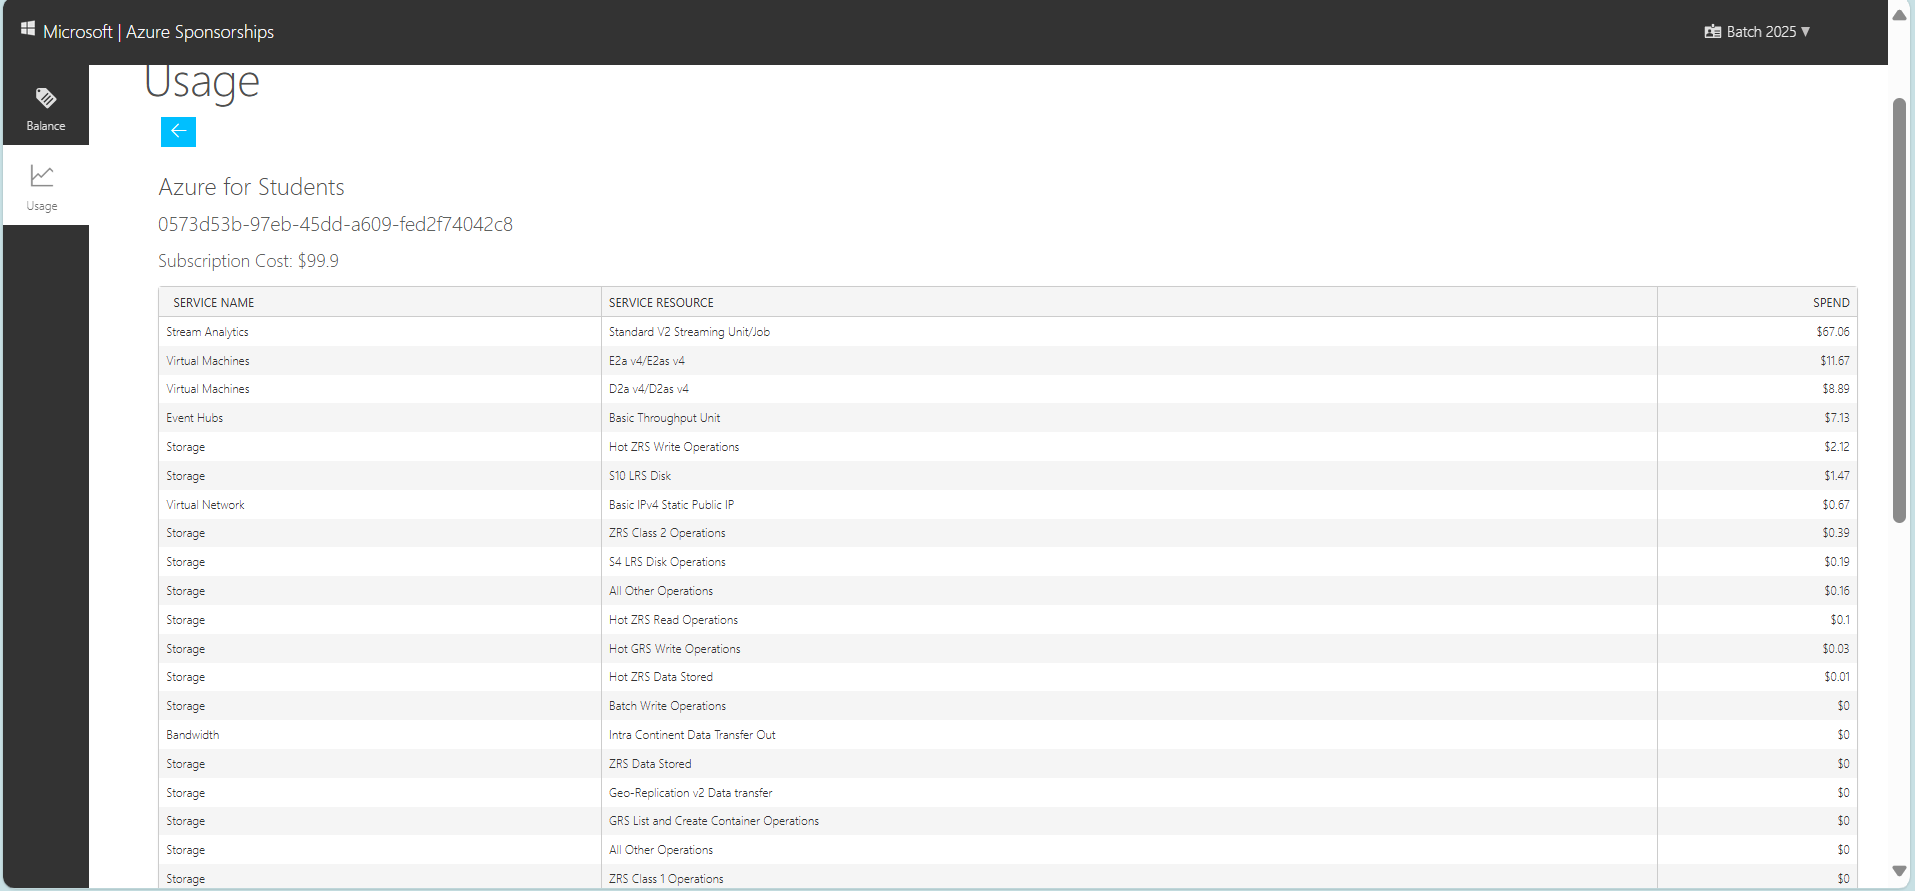 Microsoft | Azure Sponsorships
Batch 2025 ▼
Balance
Usage
Usage
Azure for Students
0573d53b-97eb-45dd-a609-fed2f74042c8
Subscription Cost: $99.9
SERVICE NAME SERVICE RESOURCE SPEND
Stream Analytics Standard V2 Streaming Unit/Job $67.06
Virtual Machines E2a v4/E2as v4 $11.67
Virtual Machines D2a v4/D2as v4 $8.89
Event Hubs Basic Throughput Unit $7.13
Storage Hot ZRS Write Operations $2.12
Storage S10 LRS Disk $1.47
Virtual Network Basic IPv4 Static Public IP $0.67
Storage ZRS Class 2 Operations $0.39
Storage S4 LRS Disk Operations $0.19
Storage All Other Operations $0.16
Storage Hot ZRS Read Operations $0.1
Storage Hot GRS Write Operations $0.03
Storage Hot ZRS Data Stored $0.01
Storage Batch Write Operations $0
Bandwidth Intra Continent Data Transfer Out $0
Storage ZRS Data Stored $0
Storage Geo-Replication v2 Data transfer $0
Storage GRS List and Create Container Operations $0
Storage All Other Operations $0
Storage ZRS Class 1 Operations $0